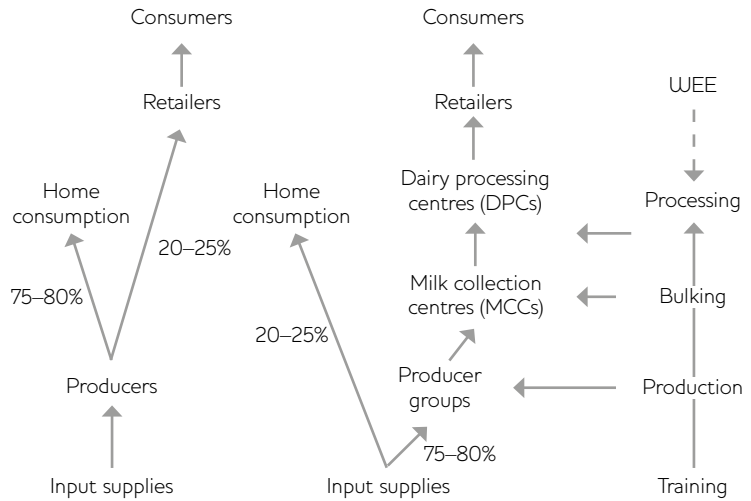 Consumers
Retailers
Home
consumption
20–25%
75–80%
Producers
Input supplies
Consumers
Retailers
Dairy processing
centres (DPCs)
Home
consumption
Milk collection
centres (MCCs)
20–25%
Producer
groups
75–80%
Input supplies
WEE
Processing
Bulking
Production
Training